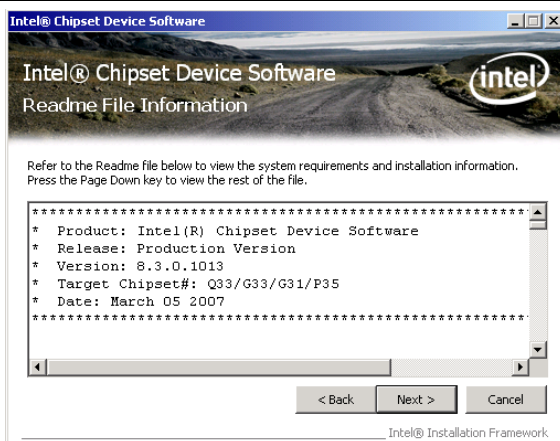 Intel® Chipset Device Software
Intel® Chipset Device Software
intel
Readme File Information
Refer to the Readme file below to view the system requirements and installation information.
Press the Page Down key to view the rest of the file.
************************************************************
* Product: Intel(R) Chipset Device Software
* Release: Production Version
* Version: 8.3.0.1013
* Target Chipset#: Q33/G33/G31/P35
* Date: March 05 2007
************************************************************
< Back Next > Cancel
Intel® Installation Framework